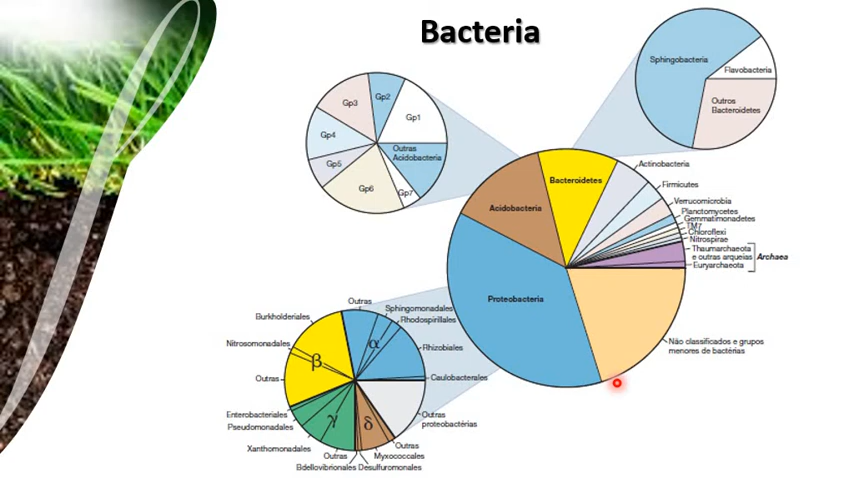 Bacteria
Sphingobacteria
Flavobacteria
Outros
Bacteroidetes
Gp3
Gp2
Gp1
Gp4
Outras
Acidobacteria
Gp5
Gp6
Gp7
Bacteroidetes
Acidobacteria
Proteobacteria
Actinobacteria
Firmicutes
Verrucomicrobia
Planctomycetes
Gemmatimonadetes
TM7
Chloroflexi
Nitrospirae
Thaumarchaeota
e outras arqueias
Euryarchaeota
Archaea
Não classificados e grupos
menores de bactérias
Outras
Sphingomonadales
Rhodospirillales
Rhizobiales
Caulobacterales
Outras
proteobactérias
Outras
Myxococcales
Desulfuromonales
Bdellovibrionales
Outras
Xanthomonadales
Pseudomonadales
Enterobacteriales
Outras
Nitrosomonadales
Burkholderiales
α
β
γ
δ